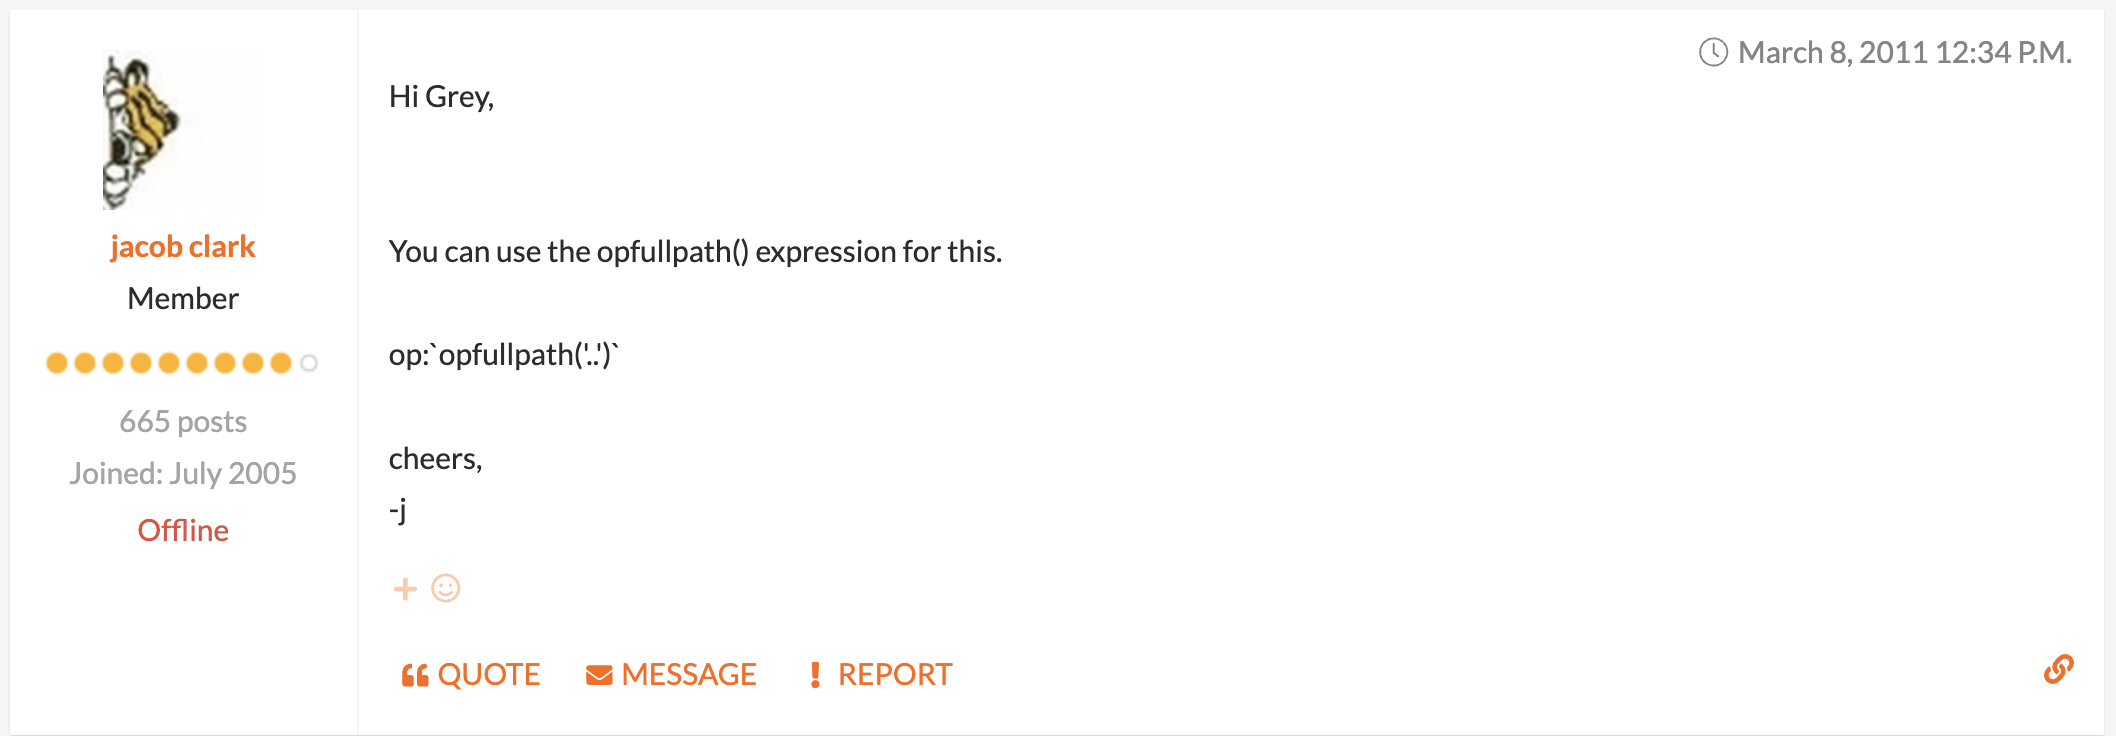 March 8, 2011 12:34 P.M.
jacob clark
Member
665 posts
Joined: July 2005
Offline
Hi Grey,
You can use the opfullpath() expression for this.
op:`opfullpath('..')`
cheers,
-j
QUOTE
MESSAGE
REPORT